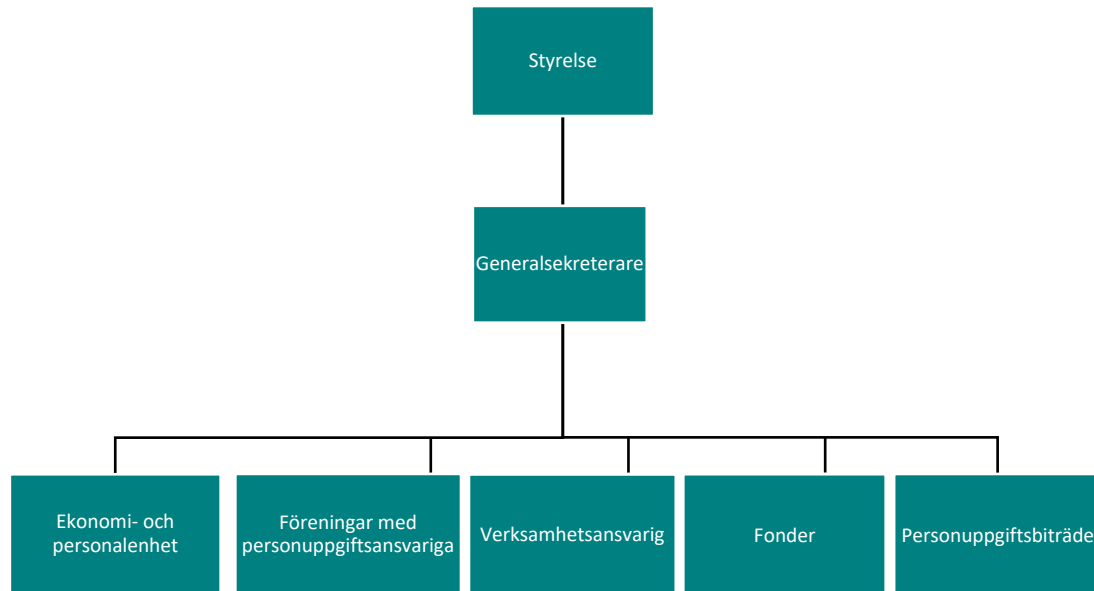 Styrelse
Generalsekreterare
Ekonomi- och
personalenhet
Föreningar med
personuppgiftsansvariga
Verksamhetsansvarig
Fonder
Personuppgiftsbiträde